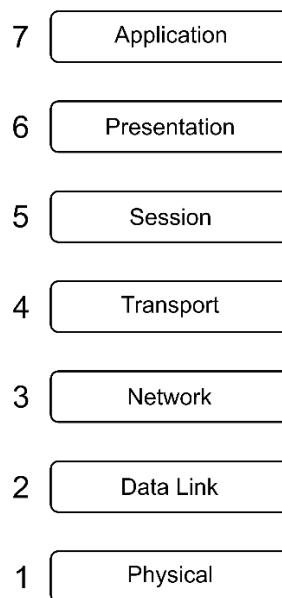 7 Application
6 Presentation
5 Session
4 Transport
3 Network
2 Data Link
1 Physical